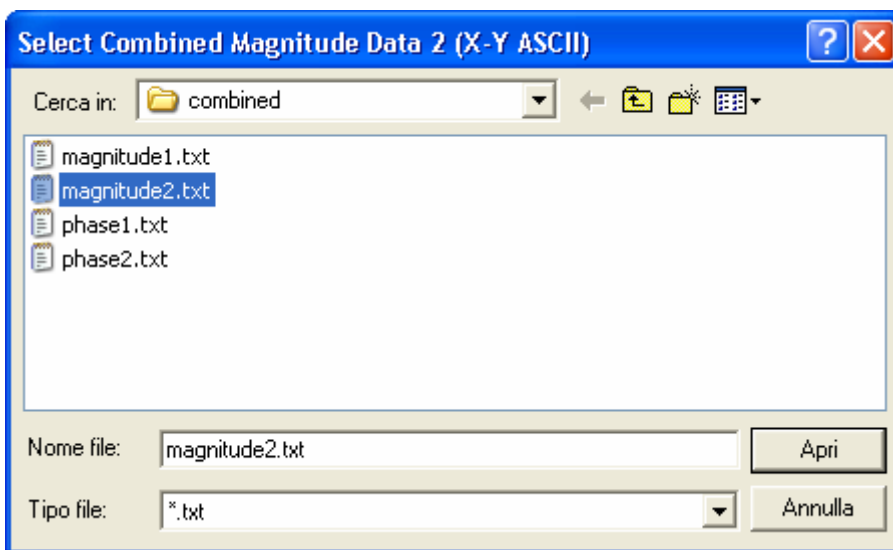 Select Combined Magnitude Data 2 (X-Y ASCII)
Cerca in: combined
magnitude1.txt
magnitude2.txt
phase1.txt
phase2.txt
Nome file: magnitude2.txt Apri
Tipo file: *.txt Annulla